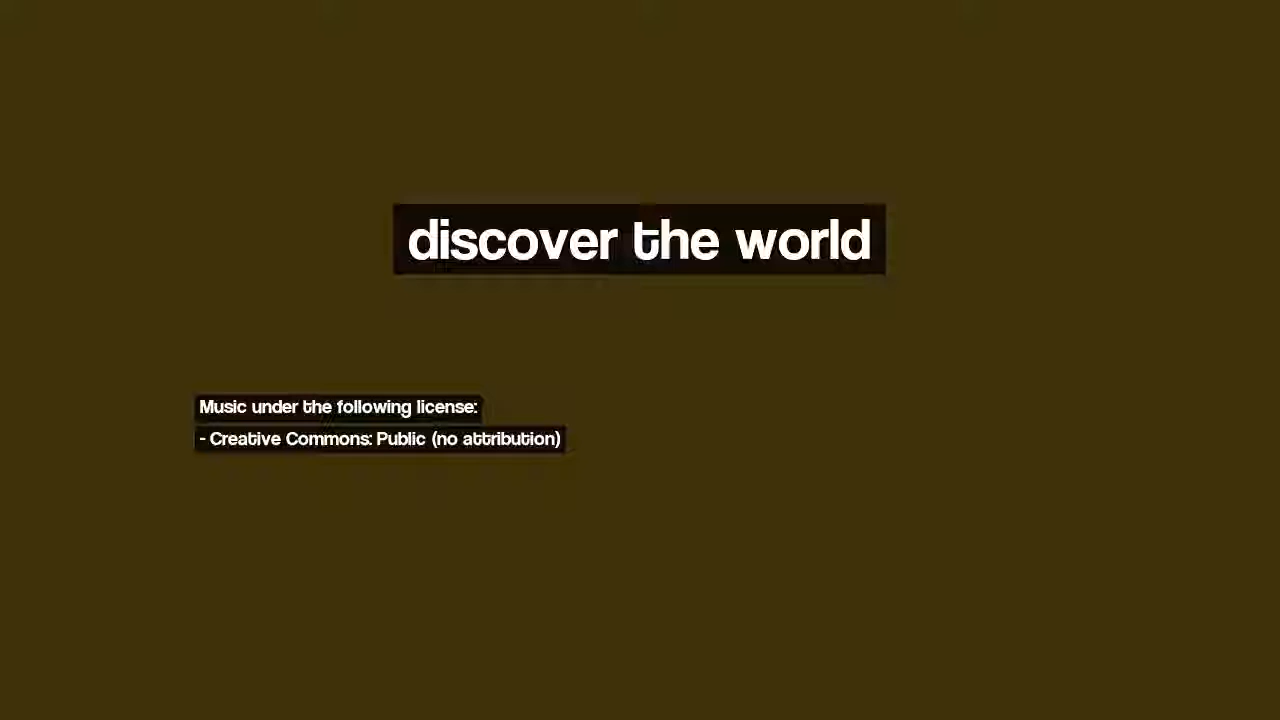 discover the world
Music under the following license:
- Creative Commons: Public (no attribution)